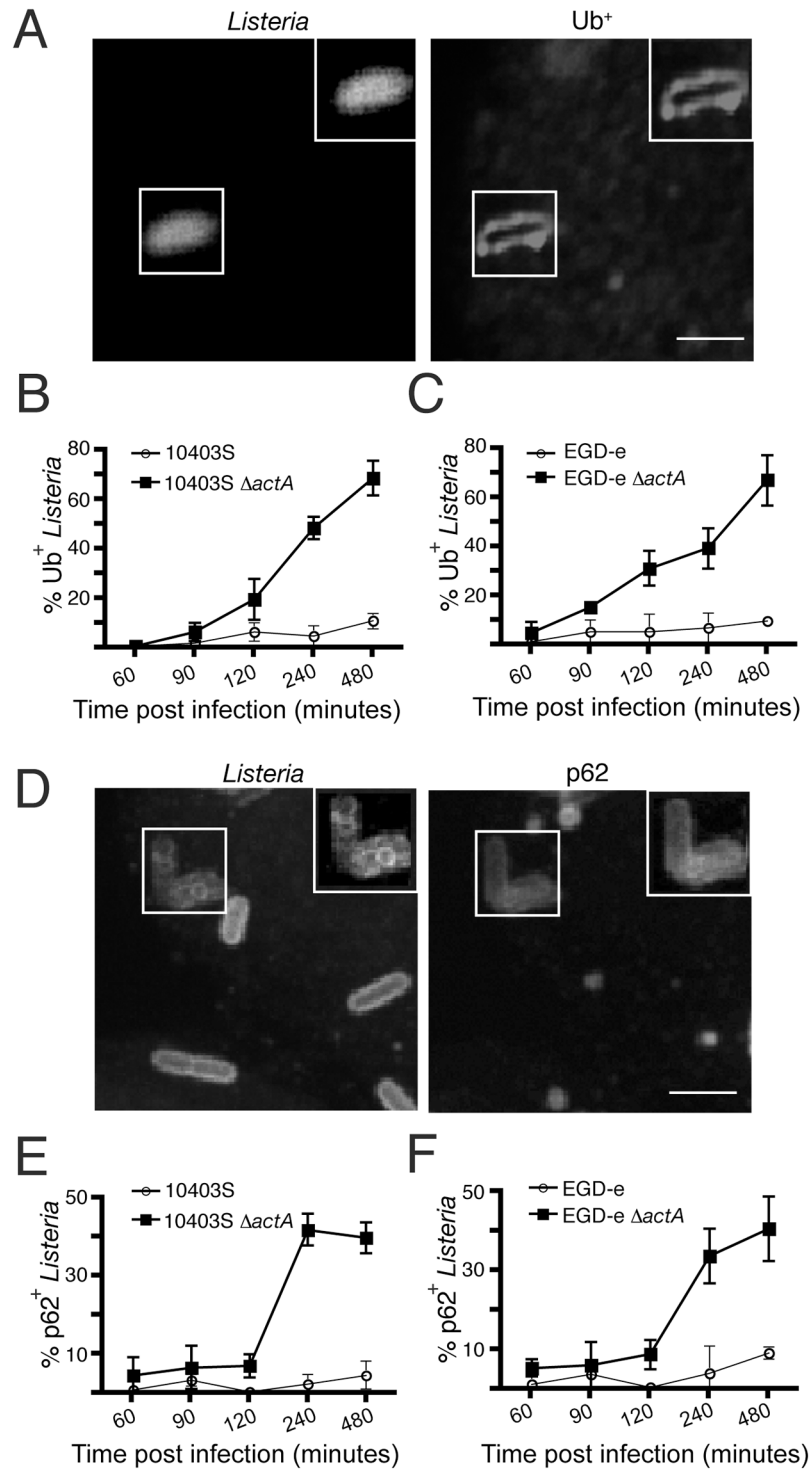 A
Listeria
Ub⁺
B
10403S
10403S ΔactA
% Ub⁺ Listeria
80
60
40
20
60
90
120
240
480
Time post infection (minutes)
C
EGD-e
EGD-e ΔactA
% Ub⁺ Listeria
80
60
40
20
60
90
120
240
480
Time post infection (minutes)
D
Listeria
p62
E
10403S
10403S ΔactA
% p62⁺ Listeria
50
30
10
60
90
120
240
480
Time post infection (minutes)
F
EGD-e
EGD-e ΔactA
% p62⁺ Listeria
50
30
10
60
90
120
240
480
Time post infection (minutes)